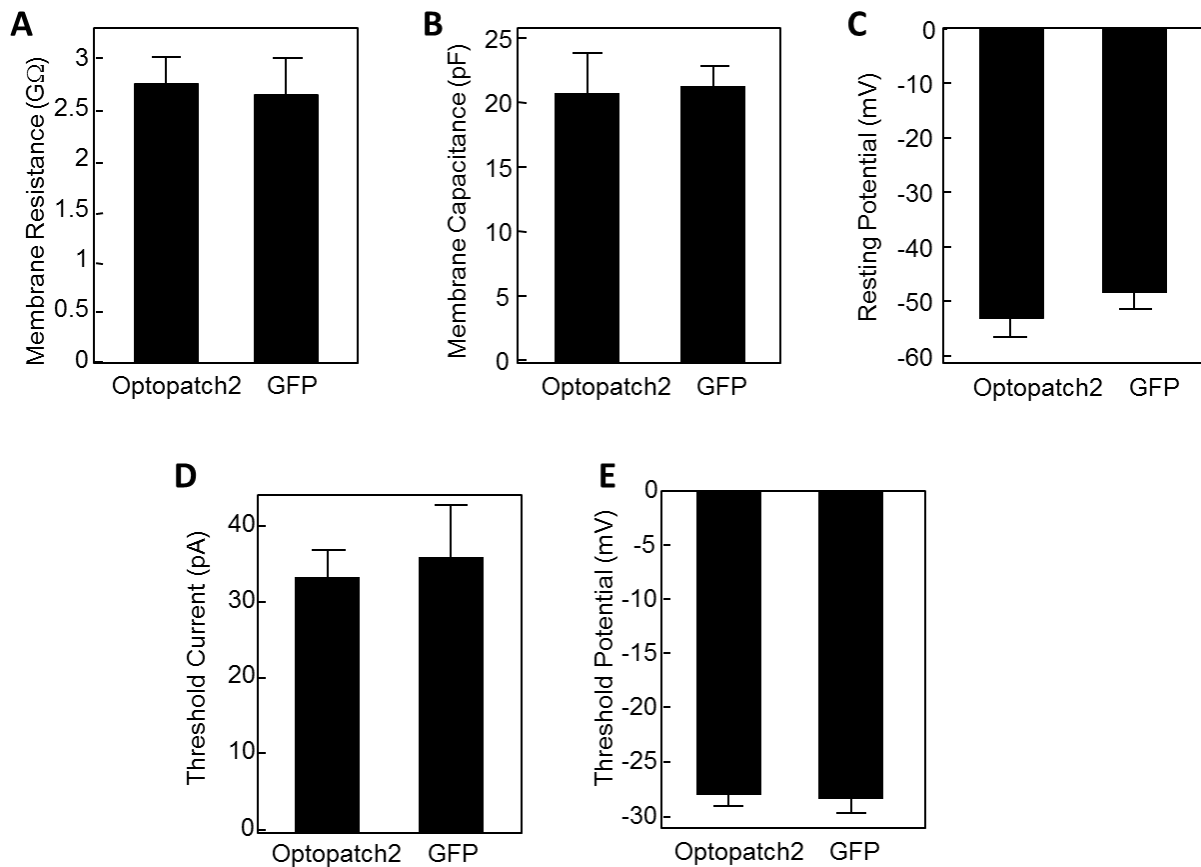 A
Membrane Resistance (GΩ)
3
2.5
2
1.5
1
0.5
0
Optopatch2 GFP
B
Membrane Capacitance (pF)
25
20
15
10
5
0
Optopatch2 GFP
C
Resting Potential (mV)
0
-10
-20
-30
-40
-50
-60
Optopatch2 GFP
D
Threshold Current (pA)
40
30
20
10
0
Optopatch2 GFP
E
Threshold Potential (mV)
0
-5
-10
-15
-20
-25
-30
Optopatch2 GFP